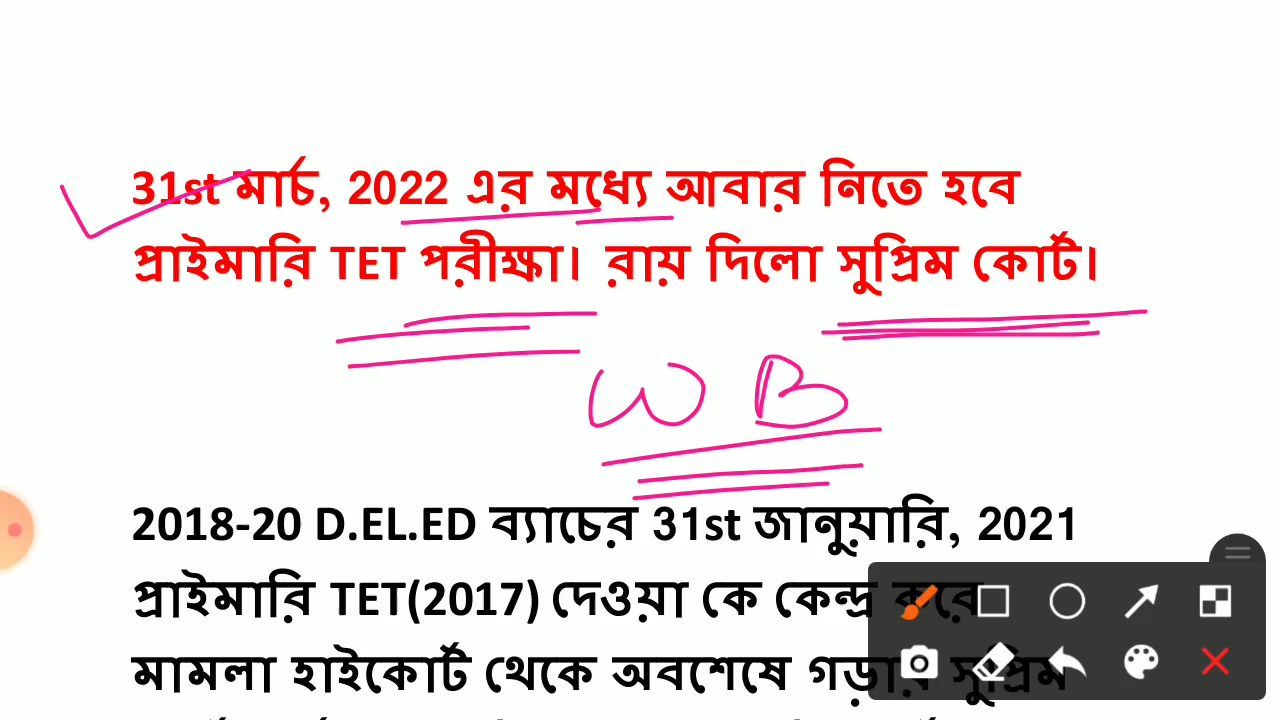 31st মার্চ, 2022 এর মধ্যে আবার নিতে হবে
প্রাইমারি TET পরীক্ষা। রায় দিলো সুপ্রিম কোর্ট।
W B
2018-20 D.EL.ED ব্যাচের 31st জানুয়ারি, 2021
প্রাইমারি TET(2017) দেওয়া কে কেন্দ্র করে
মামলা হাইকোর্ট থেকে অবশেষে গড়ায় সুপ্রিম